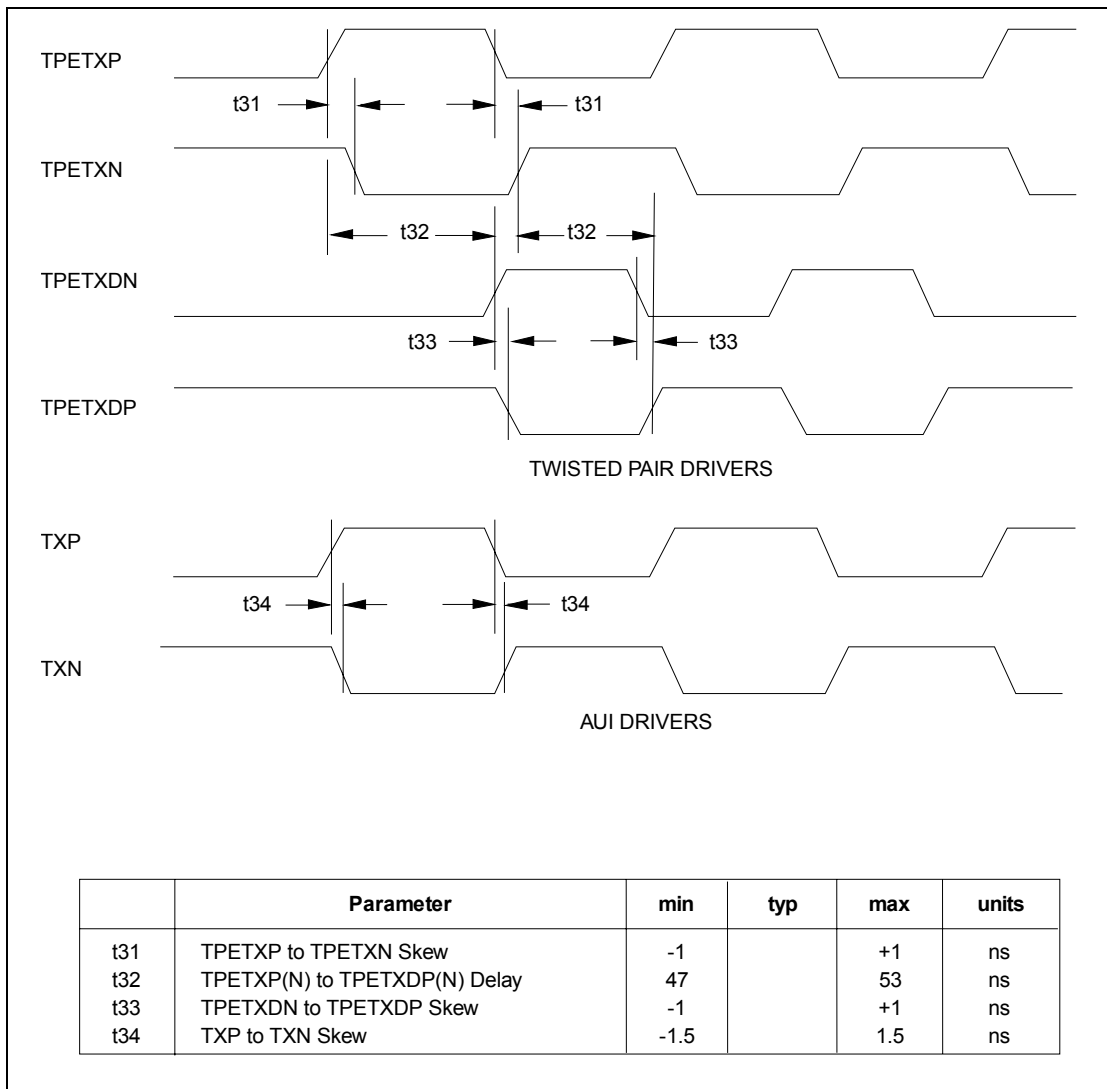 TPETXP
t31 t31
TPETXN
t32 t32
TPETXDN
t33 t33
TPETXDP
TWISTED PAIR DRIVERS
TXP
t34 t34
TXN
AUI DRIVERS
Parameter min typ max units
t31 TPETXP to TPETXN Skew -1 +1 ns
t32 TPETXP(N) to TPETXDP(N) Delay 47 53 ns
t33 TPETXDN to TPETXDP Skew -1 +1 ns
t34 TXP to TXN Skew -1.5 1.5 ns